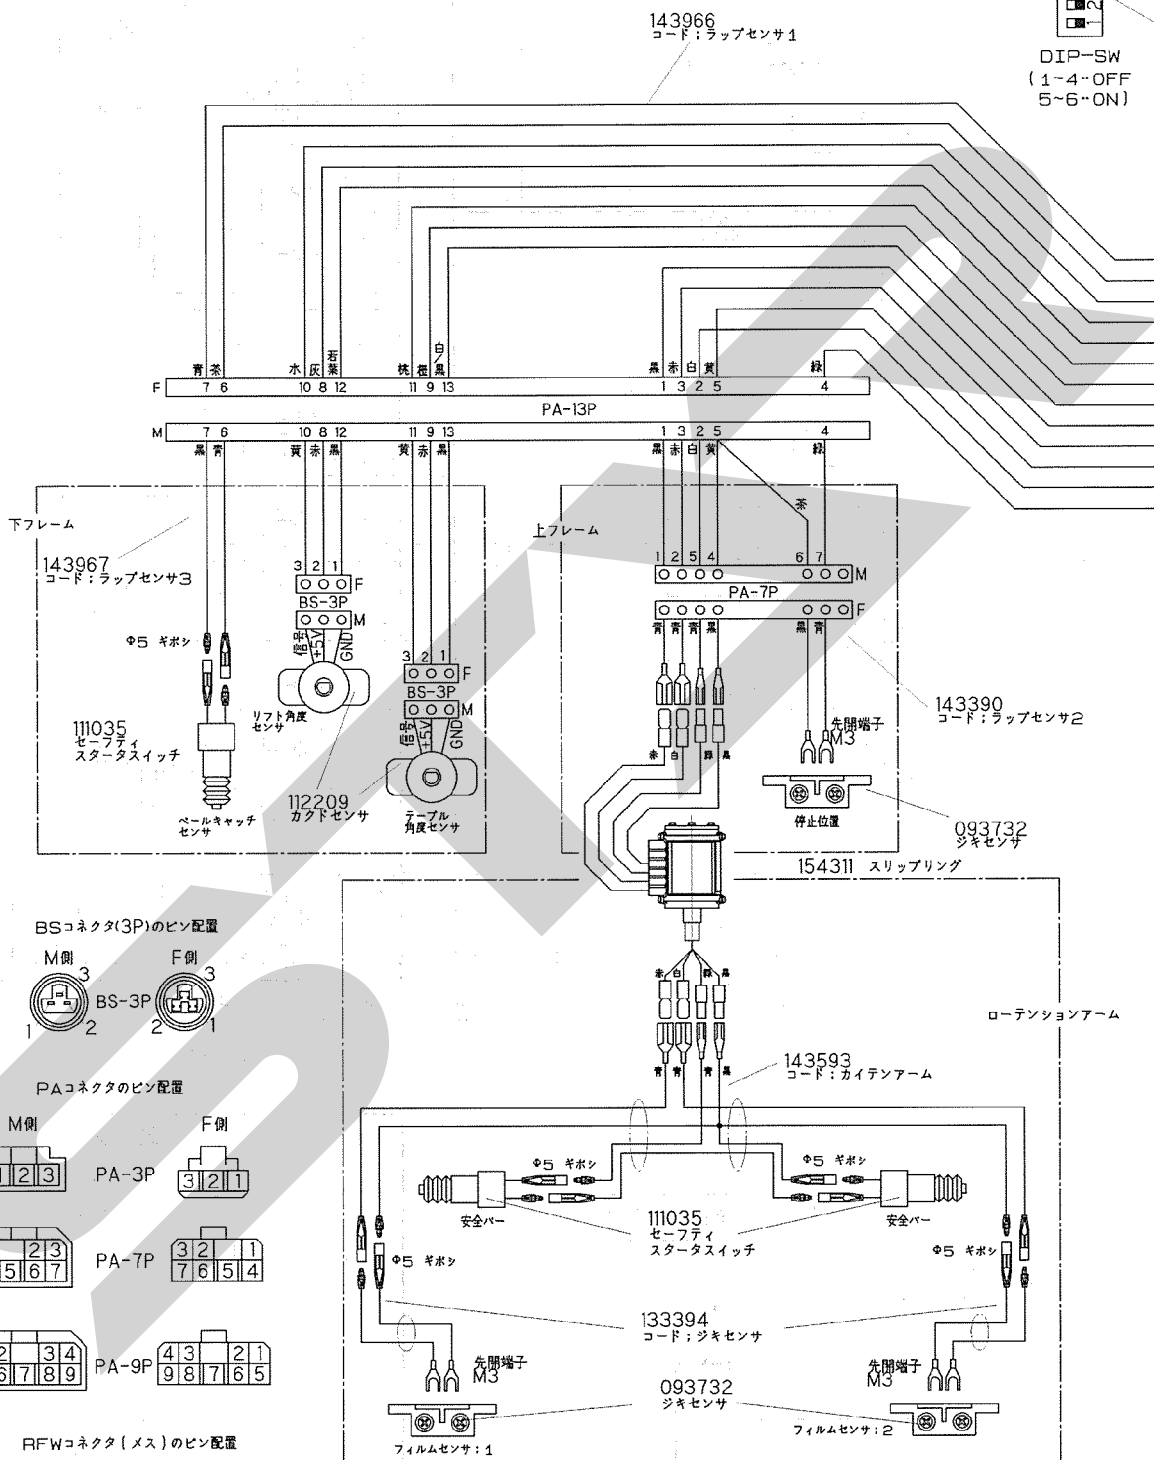 143966
コード;ラップセンサ1
2
1
DIP-SW
(1~4-OFF
5~6-ON)
青 茶 水 灰 若葉 桃 橙 白/黒 黒 赤 白 黄 緑
F 7 6 10 8 12 11 9 13 1 3 2 5 4
PA-13P
M 7 6 10 8 12 11 9 13 1 3 2 5 4
黒 青 黄 赤 黒 黄 赤 黒 黒 赤 白 黄 緑
茶
下フレーム
143967
コード;ラップセンサ3
3 2 1
F
BS-3P
M
信号
+5V
GND
リフト角度
センサ
Φ5 ギボシ
111035
セーフティ
スタータスイッチ
ベールキャッチ
センサ
3 2 1
F
BS-3P
M
信号
+5V
GND
112209
カクドセンサ
テーブル
角度センサ
上フレーム
1 2 5 4 6 7
M
PA-7P
F
青 青 青 黒 黒 青
143390
コード;ラップセンサ2
先開端子
M3
赤 白 緑 黒
停止位置
093732
ジキセンサ
154311 スリップリング
BSコネクタ(3P)のピン配置
M側 F側
3 3
BS-3P
1 2 2 1
赤 白 緑 黒
ローテンションアーム
青 青 青 黒
143593
コード;カイテンアーム
PAコネクタのピン配置
M側 F側
1 2 3
PA-3P
3 2 1
2 3
5 6 7
PA-7P
3 2 1
7 6 5 4
2 3 4
6 7 8 9
PA-9P
4 3 2 1
9 8 7 6 5
Φ5 ギボシ
Φ5 ギボシ
安全バー
安全バー
111035
セーフティ
スタータスイッチ
Φ5 ギボシ
Φ5 ギボシ
133394
コード;ジキセンサ
先開端子
M3
先開端子
M3
093732
ジキセンサ
フィルムセンサ;1
フィルムセンサ;2
RFWコネクタ(メス)のピン配置